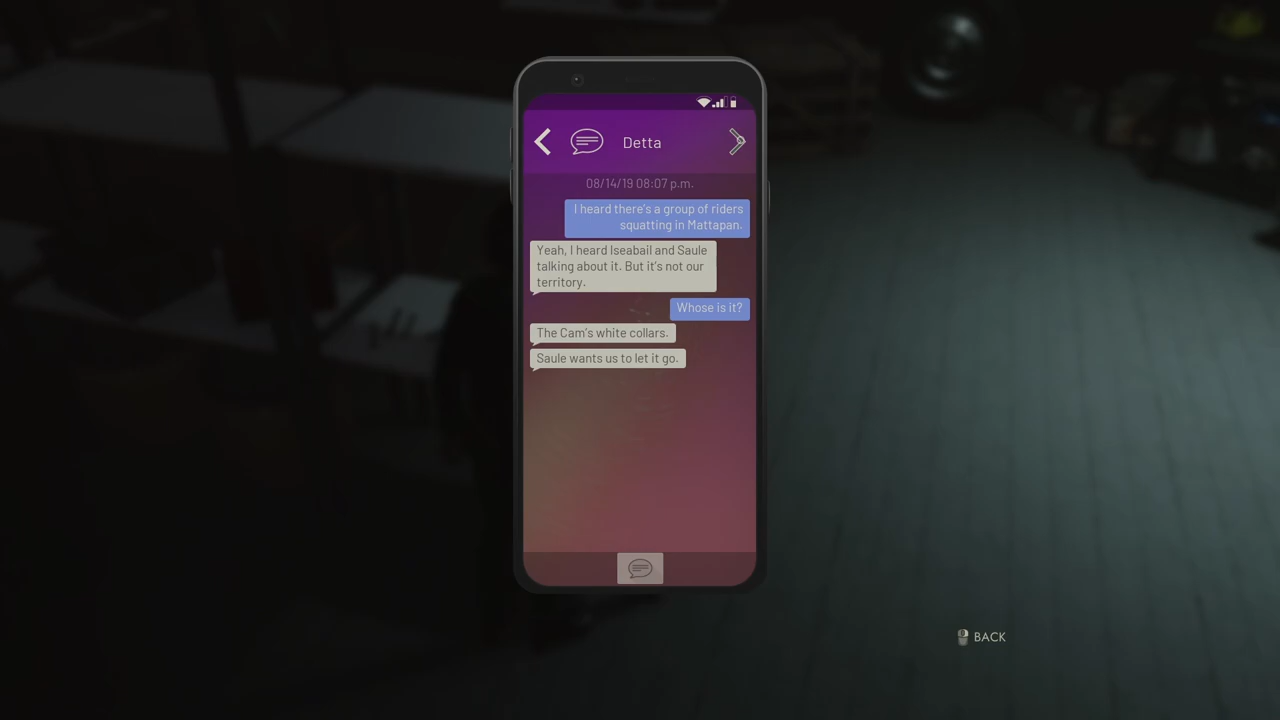 Detta
08/14/19 08:07 p.m.
I heard there's a group of riders
squatting in Mattapan.
Yeah, I heard Iseabail and Saule
talking about it. But it's not our
territory.
Whose is it?
The Cam's white collars.
Saule wants us to let it go.
BACK